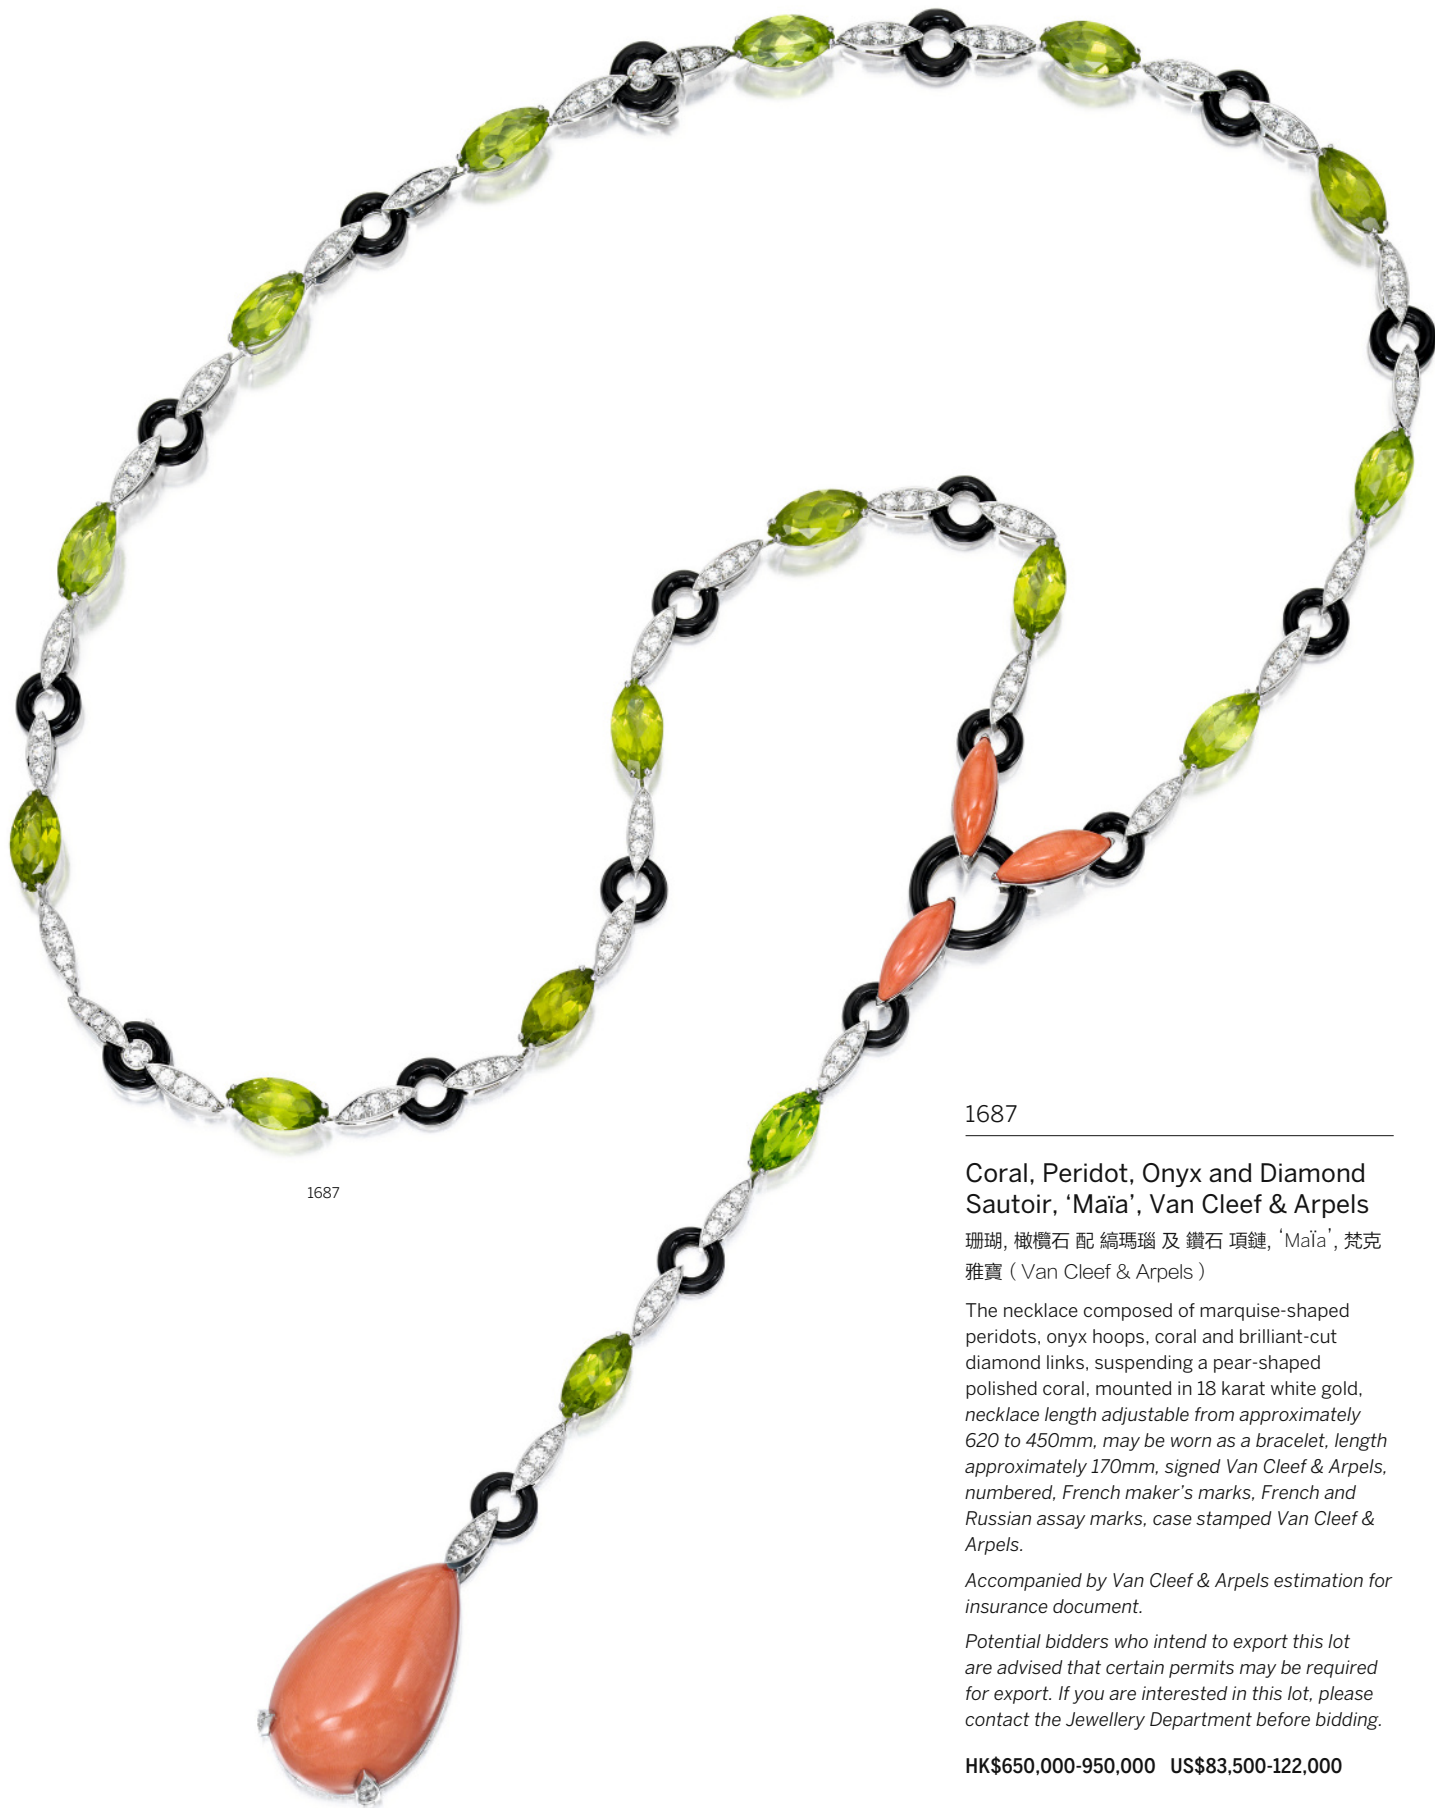 1687
1687
Coral, Peridot, Onyx and Diamond
Sautoir, ‘Maïa’, Van Cleef & Arpels
珊瑚, 橄欖石 配 縞瑪瑙 及 鑽石 項鏈, ‘Maïa’, 梵克
雅寶（Van Cleef & Arpels）
The necklace composed of marquise-shaped
peridots, onyx hoops, coral and brilliant-cut
diamond links, suspending a pear-shaped
polished coral, mounted in 18 karat white gold,
necklace length adjustable from approximately
620 to 450mm, may be worn as a bracelet, length
approximately 170mm, signed Van Cleef & Arpels,
numbered, French maker’s marks, French and
Russian assay marks, case stamped Van Cleef &
Arpels.
Accompanied by Van Cleef & Arpels estimation for
insurance document.
Potential bidders who intend to export this lot
are advised that certain permits may be required
for export. If you are interested in this lot, please
contact the Jewellery Department before bidding.
HK$650,000-950,000 US$83,500-122,000